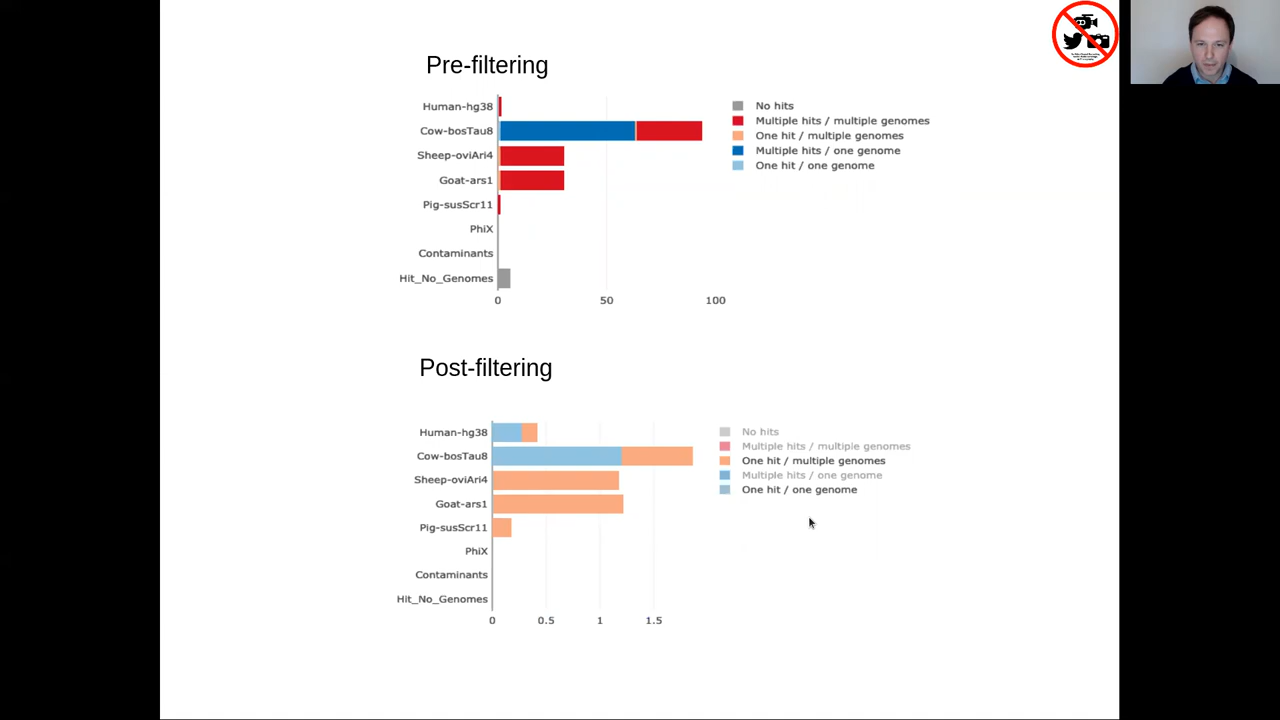 Pre-filtering
Human-hg38
Cow-bosTau8
Sheep-oviAri4
Goat-ars1
Pig-susScr11
PhiX
Contaminants
Hit_No_Genomes
0 50 100
No hits
Multiple hits / multiple genomes
One hit / multiple genomes
Multiple hits / one genome
One hit / one genome
Post-filtering
Human-hg38
Cow-bosTau8
Sheep-oviAri4
Goat-ars1
Pig-susScr11
PhiX
Contaminants
Hit_No_Genomes
0 0.5 1 1.5
No hits
Multiple hits / multiple genomes
One hit / multiple genomes
Multiple hits / one genome
One hit / one genome